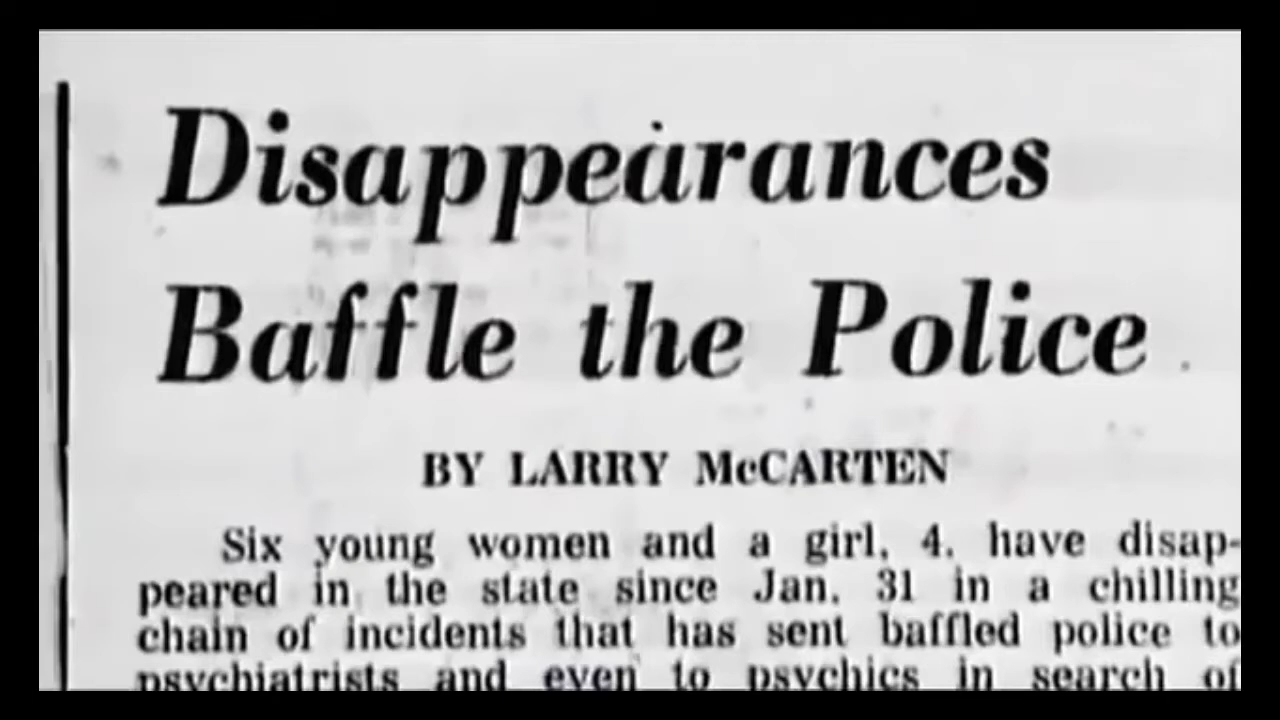 Disappearances
Baffle the Police
BY LARRY McCARTEN
Six young women and a girl, 4, have disap-
peared in the state since Jan. 31 in a chilling
chain of incidents that has sent baffled police to
psychiatrists and even to psychics in search of